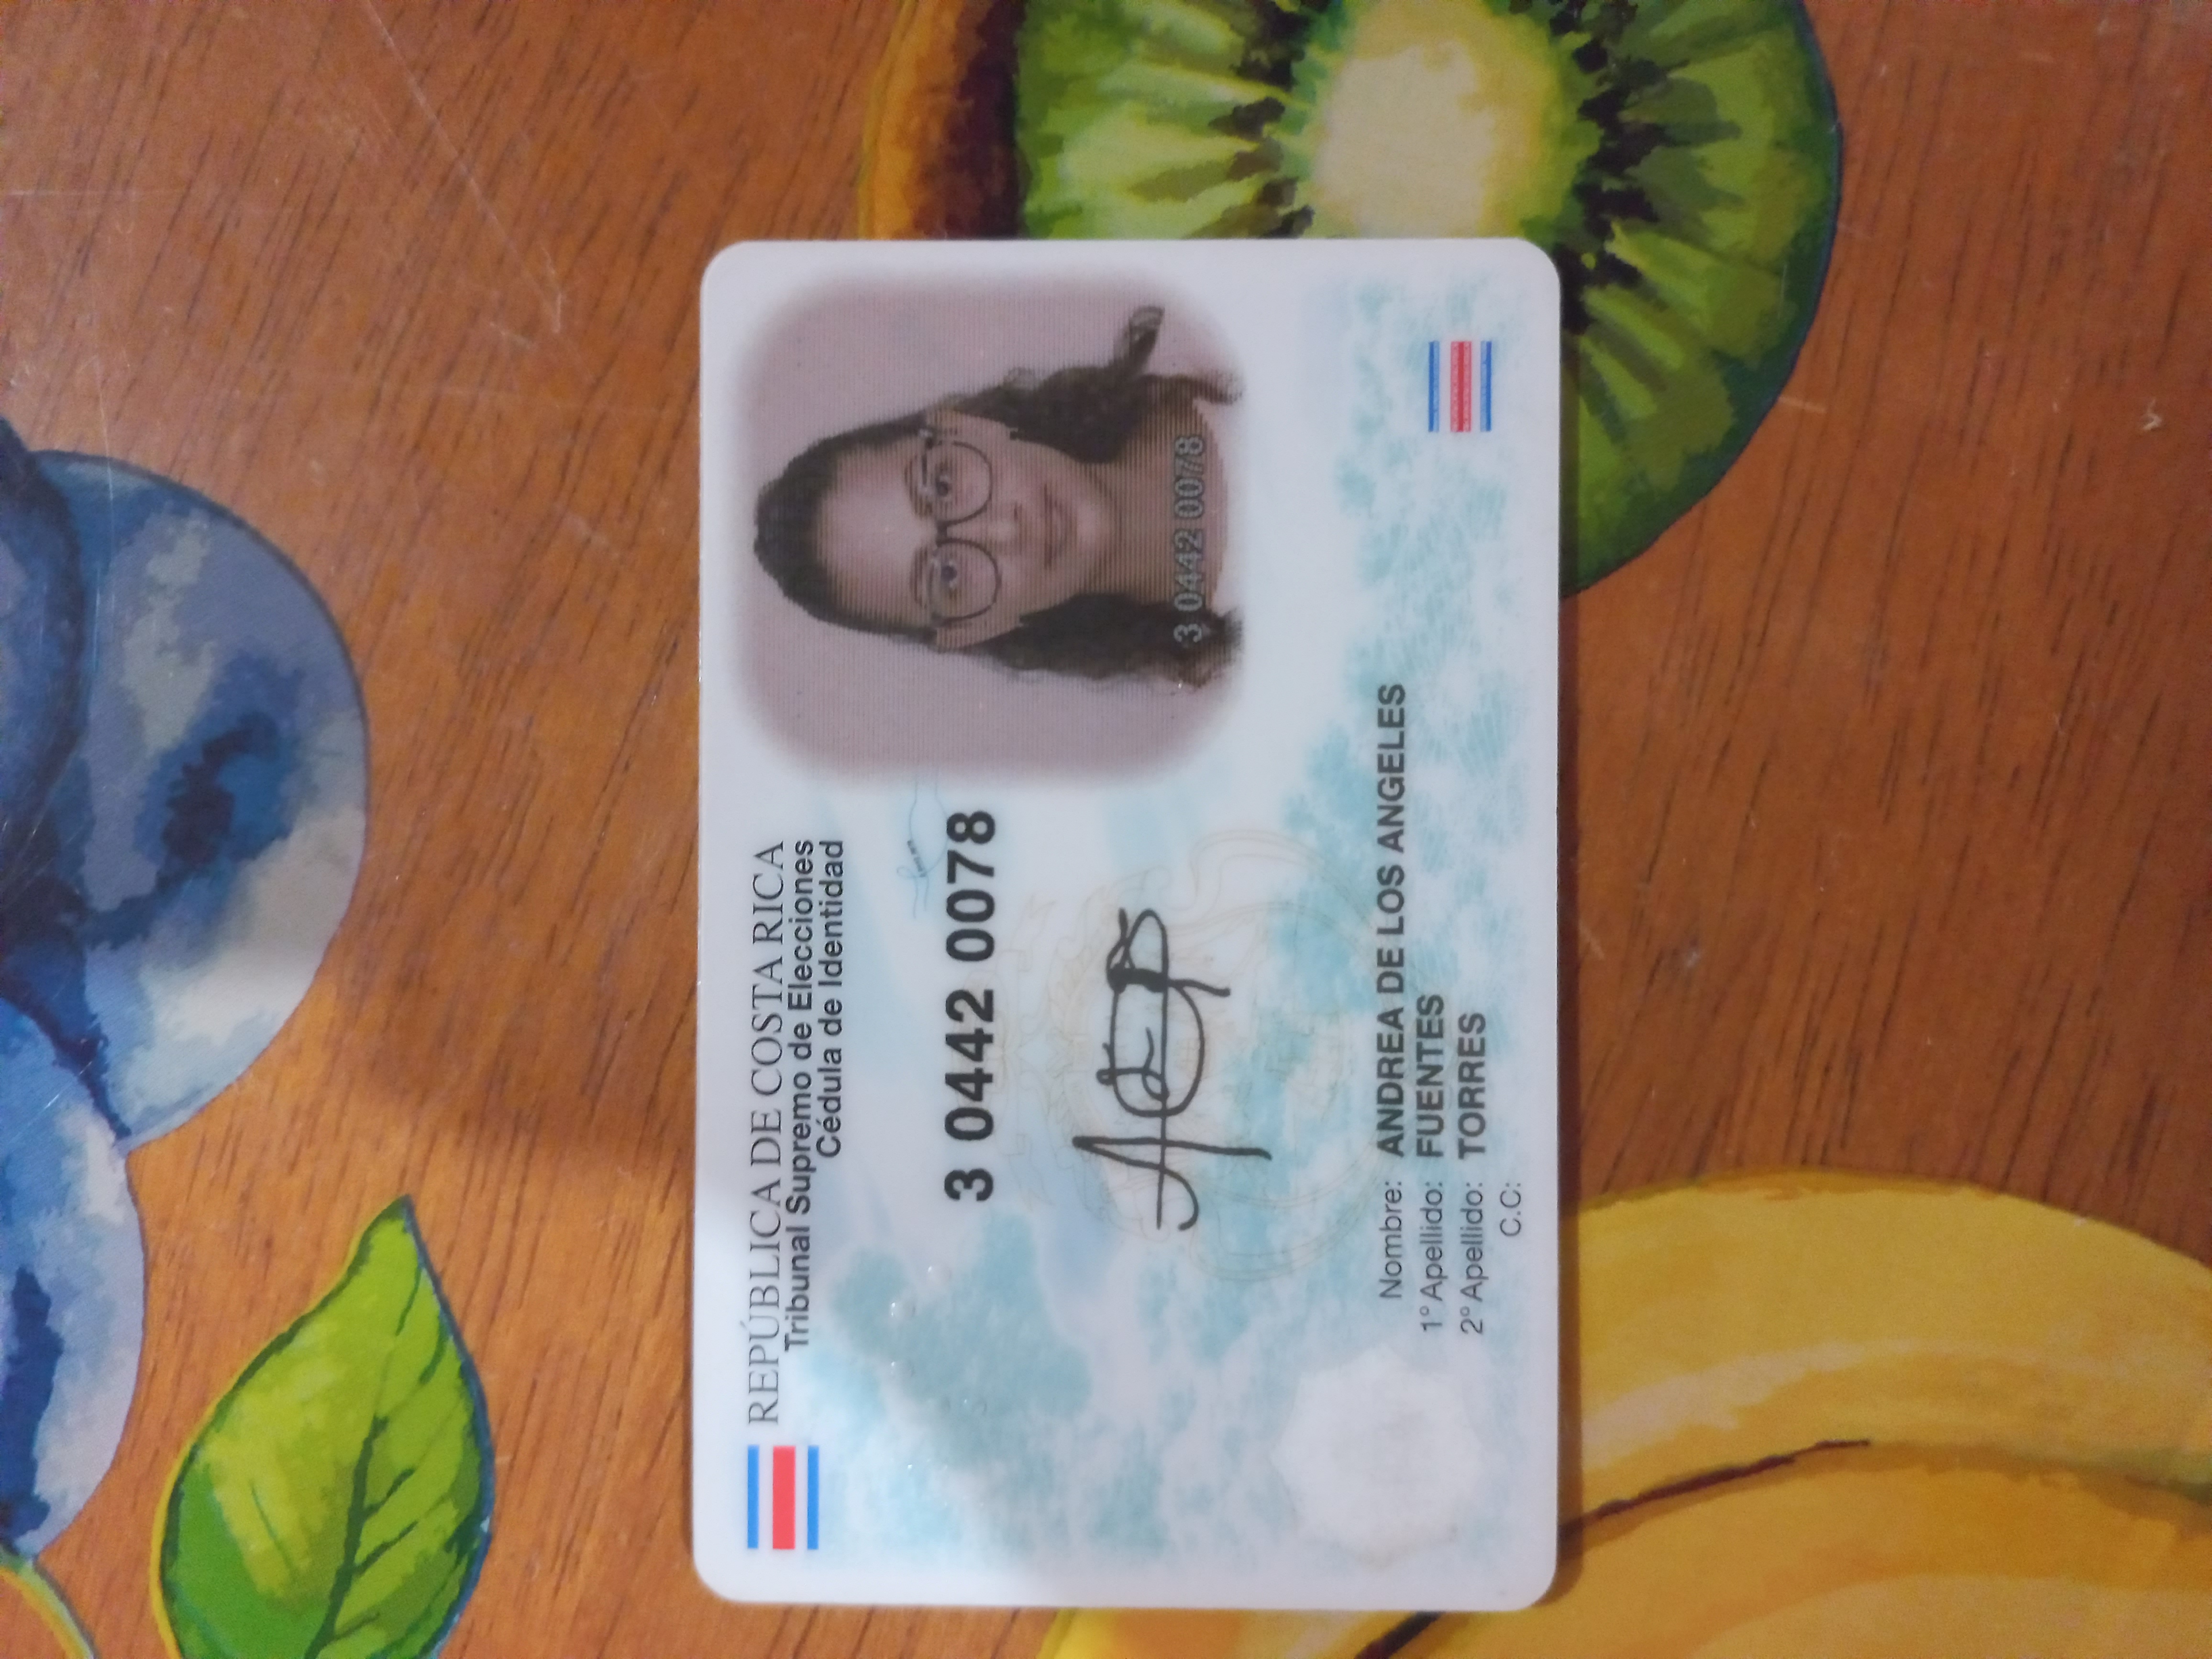 REPÚBLICA DE COSTA RICA
Tribunal Supremo de Elecciones
Cédula de Identidad
3 0442 0078
3 0442 0078
Nombre: ANDREA DE LOS ANGELES
1° Apellido: FUENTES
2° Apellido: TORRES
C.C: